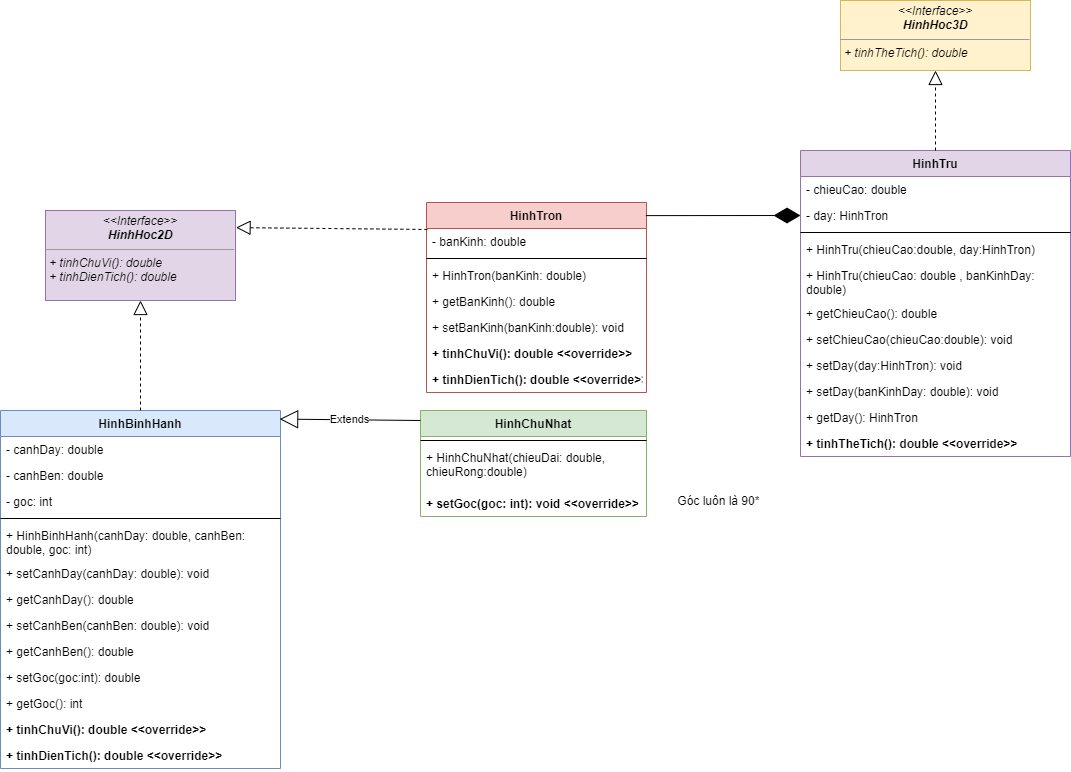 <<Interface>>
HinhHoc3D
+ tinhTheTich(): double
HinhTru
- chieuCao: double
- day: HinhTron
+ HinhTru(chieuCao:double, day:HinhTron)
+ HinhTru(chieuCao: double , banKinhDay:
double)
+ getChieuCao(): double
+ setChieuCao(chieuCao:double): void
+ setDay(day:HinhTron): void
+ setDay(banKinhDay: double): void
+ getDay(): HinhTron
+ tinhTheTich(): double <<override>>
<<Interface>>
HinhHoc2D
+ tinhChuVi(): double
+ tinhDienTich(): double
HinhTron
- banKinh: double
+ HinhTron(banKinh: double)
+ getBanKinh(): double
+ setBanKinh(banKinh:double): void
+ tinhChuVi(): double <<override>>
+ tinhDienTich(): double <<override>
HinhBinhHanh
- canhDay: double
- canhBen: double
- goc: int
+ HinhBinhHanh(canhDay: double, canhBen:
double, goc: int)
+ setCanhDay(canhDay: double): void
+ getCanhDay(): double
+ setCanhBen(canhBen: double): void
+ getCanhBen(): double
+ setGoc(goc:int): double
+ getGoc(): int
+ tinhChuVi(): double <<override>>
+ tinhDienTich(): double <<override>>
Extends
HinhChuNhat
+ HinhChuNhat(chieuDai: double,
chieuRong:double)
+ setGoc(goc: int): void <<override>>
Góc luôn là 90*